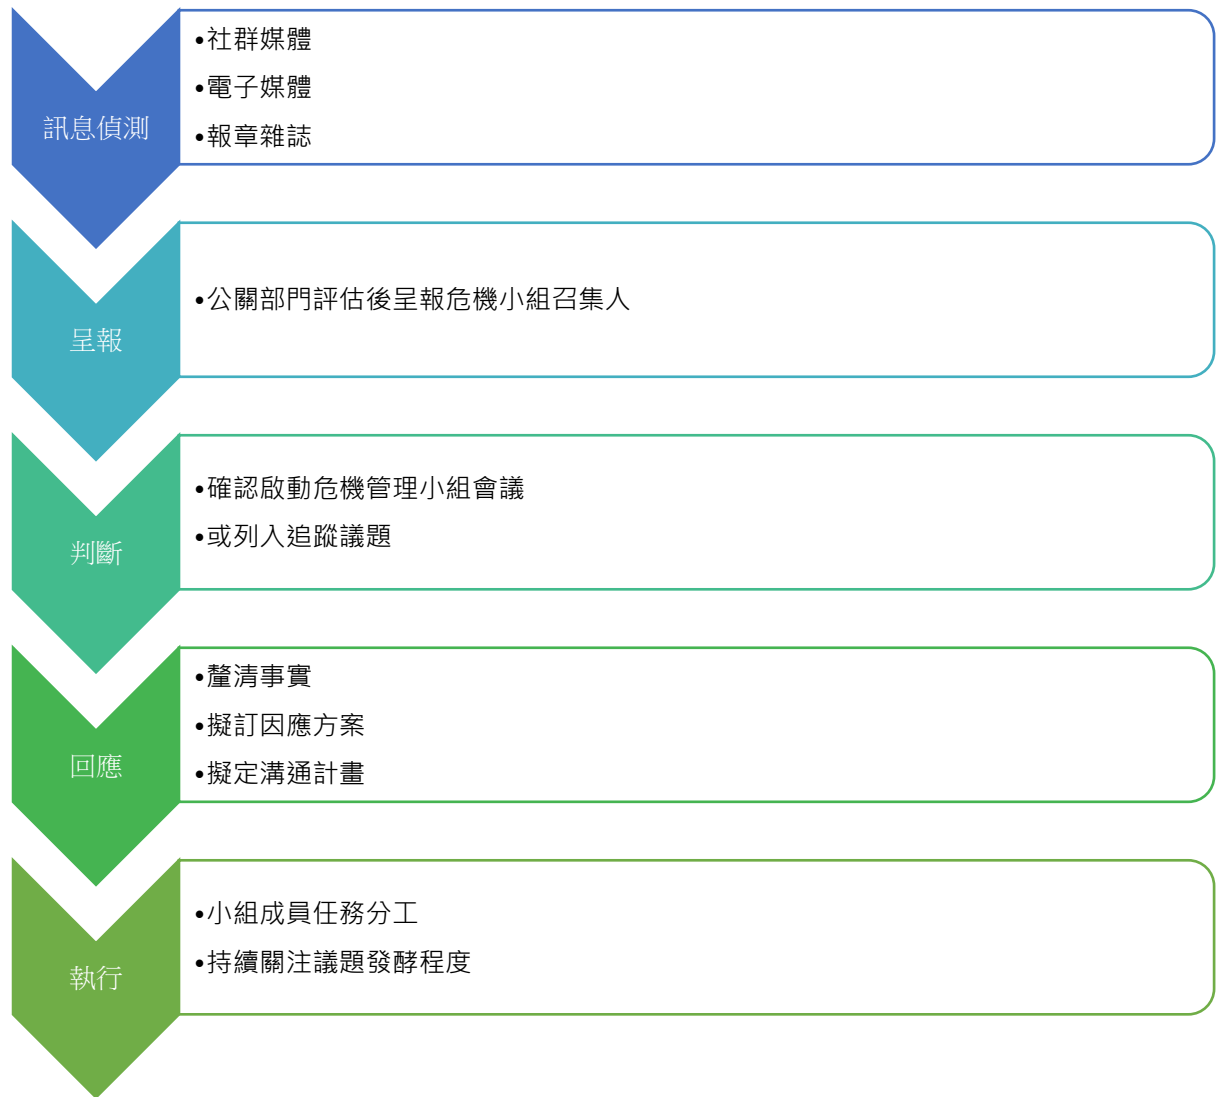 訊息偵測
•社群媒體
•電子媒體
•報章雜誌
呈報
•公關部門評估後呈報危機小組召集人
判斷
•確認啟動危機管理小組會議
•或列入追蹤議題
回應
•釐清事實
•擬訂因應方案
•擬定溝通計畫
執行
•小組成員任務分工
•持續關注議題發酵程度